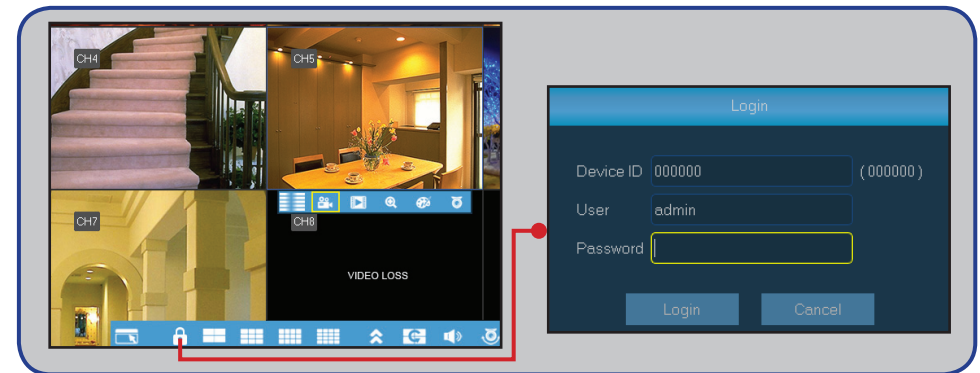 CH4
CH5
CH7
CH8
VIDEO LOSS
Login
Device ID 000000 (000000)
User admin
Password
Login Cancel